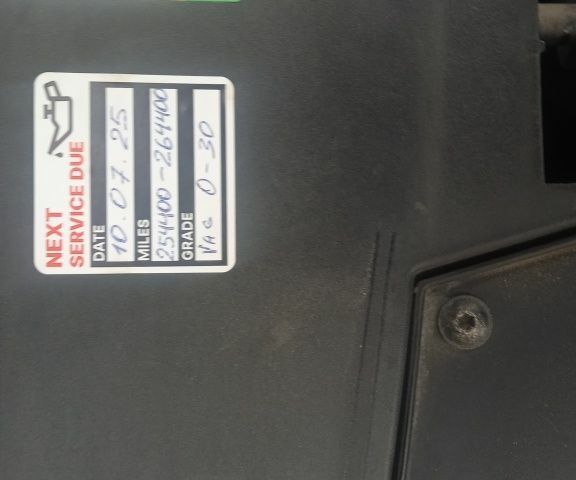 NEXT
SERVICE DUE
DATE
10.07.25
MILES
254400-264400
GRADE
VAG 0-30